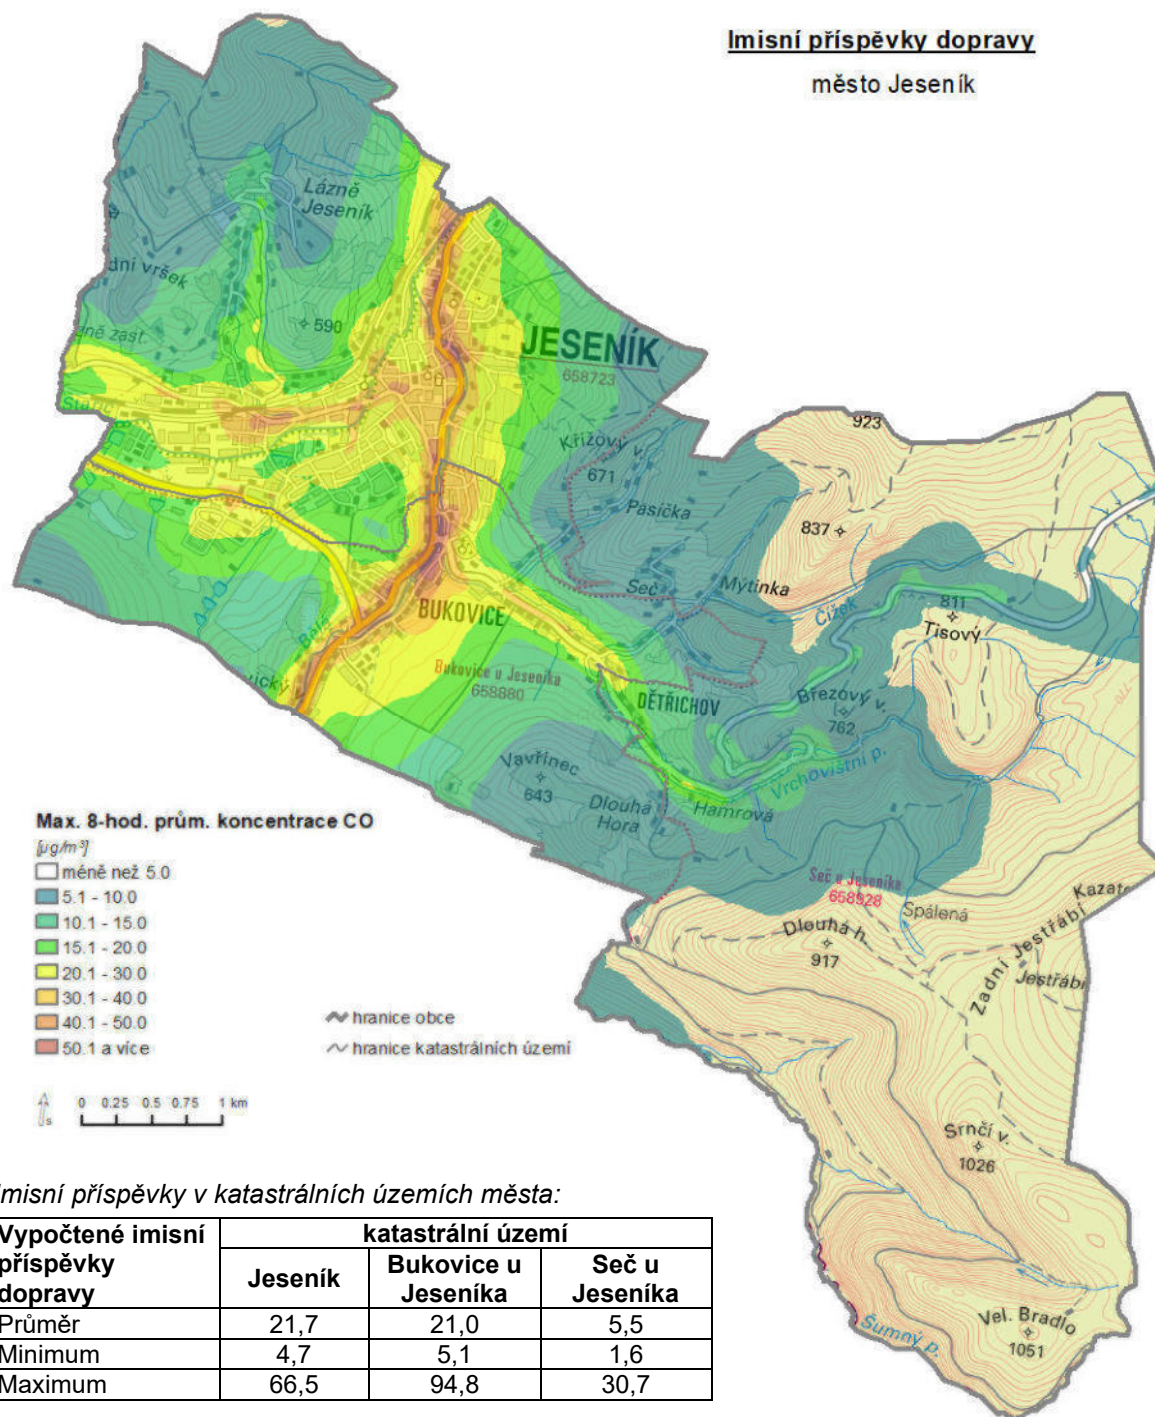 Imisní příspěvky dopravy
město Jeseník
Lázně
Jeseník
dní vršek
590
ně zast.
JESENÍK
658723
923
Křížový v.
671
Pasíčka
837
Seč
Mýtinka
Čížek
811
Tisový
BUKOVICE
Bělá
Bukovice u Jeseníka
658880
vický
DĚTŘICHOV
Březový v.
762
Vrchovištní p.
Vavřinec
643
Dlouhá
Hora
Hamrová
Seč u Jeseníka
658928
Spálená
Kazate
Dlouhá h.
917
Zadní Jestřábí
Jestřábí
Srnčí v.
1026
Vel. Bradlo
1051
Šumný p.
Max. 8-hod. prům. koncentrace CO
[µg/m³]
méně než 5.0
5.1 - 10.0
10.1 - 15.0
15.1 - 20.0
20.1 - 30.0
30.1 - 40.0
40.1 - 50.0
50.1 a více
hranice obce
hranice katastrálních území
S
0 0.25 0.5 0.75 1 km
Imisní příspěvky v katastrálních územích města:
Vypočtené imisní
příspěvky
dopravy
katastrální území
Jeseník
Bukovice u
Jeseníka
Seč u
Jeseníka
Průměr 21,7 21,0 5,5
Minimum 4,7 5,1 1,6
Maximum 66,5 94,8 30,7